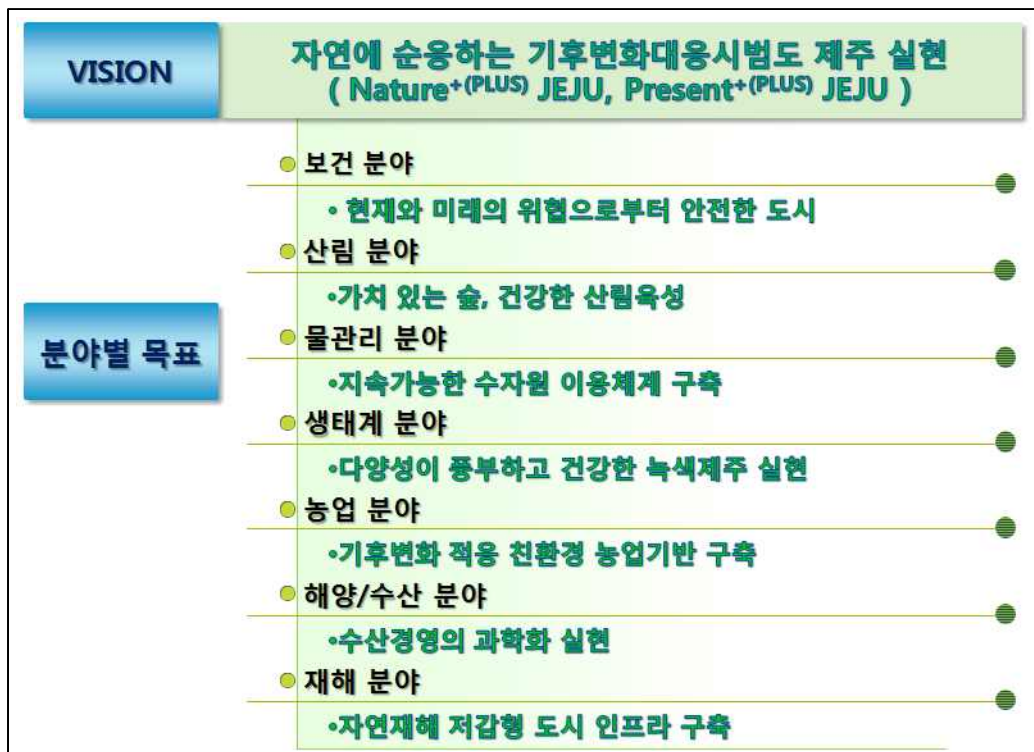 VISION
자연에 순응하는 기후변화대응시범도 제주 실현
( Nature+(PLUS) JEJU, Present+(PLUS) JEJU )
보건 분야
• 현재와 미래의 위협으로부터 안전한 도시
산림 분야
•가치 있는 숲, 건강한 산림육성
분야별 목표
물관리 분야
•지속가능한 수자원 이용체계 구축
생태계 분야
•다양성이 풍부하고 건강한 녹색제주 실현
농업 분야
•기후변화 적응 친환경 농업기반 구축
해양/수산 분야
•수산경영의 과학화 실현
재해 분야
•자연재해 저감형 도시 인프라 구축